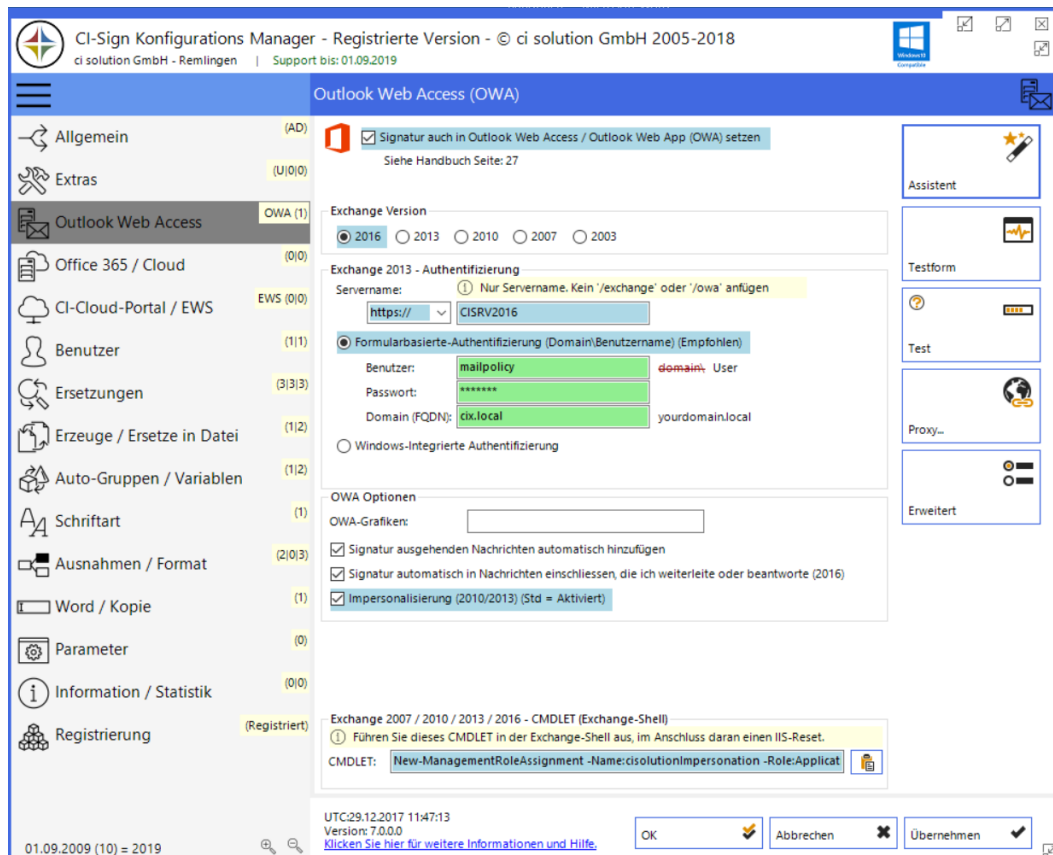 CI-Sign Konfigurations Manager - Registrierte Version - © ci solution GmbH 2005-2018
ci solution GmbH - Remlingen | Support bis: 01.09.2019
Windows10
Compatible
Outlook Web Access (OWA)
Allgemein (AD)
Extras (U|0|0)
Outlook Web Access OWA (1)
Office 365 / Cloud (0|0)
CI-Cloud-Portal / EWS EWS (0|0)
Benutzer (1|1)
Ersetzungen (3|3|3)
Erzeuge / Ersetze in Datei (1|2)
Auto-Gruppen / Variablen (1|2)
Schriftart (1)
Ausnahmen / Format (2|0|3)
Word / Kopie (1)
Parameter (0)
Information / Statistik (0|0)
Registrierung (Registriert)
01.09.2009 (10) = 2019
Signatur auch in Outlook Web Access / Outlook Web App (OWA) setzen
Siehe Handbuch Seite: 27
Exchange Version
2016 2013 2010 2007 2003
Exchange 2013 - Authentifizierung
Servername: Nur Servername. Kein '/exchange' oder '/owa' anfügen
https:// CISRV2016
Formularbasierte-Authentifizierung (Domain\Benutzername) (Empfohlen)
Benutzer: mailpolicy domain\ User
Passwort: *******
Domain (FQDN): cix.local yourdomain.local
Windows-Integrierte Authentifizierung
OWA Optionen
OWA-Grafiken:
Signatur ausgehenden Nachrichten automatisch hinzufügen
Signatur automatisch in Nachrichten einschliessen, die ich weiterleite oder beantworte (2016)
Impersonalisierung (2010/2013) (Std = Aktiviert)
Exchange 2007 / 2010 / 2013 / 2016 - CMDLET (Exchange-Shell)
Führen Sie dieses CMDLET in der Exchange-Shell aus, im Anschluss daran einen IIS-Reset.
CMDLET: New-ManagementRoleAssignment -Name:cisolutionImpersonation -Role:Applicat
Assistent
Testform
Test
Proxy...
Erweitert
UTC:29.12.2017 11:47:13
Version: 7.0.0.0
Klicken Sie hier für weitere Informationen und Hilfe.
OK Abbrechen Übernehmen